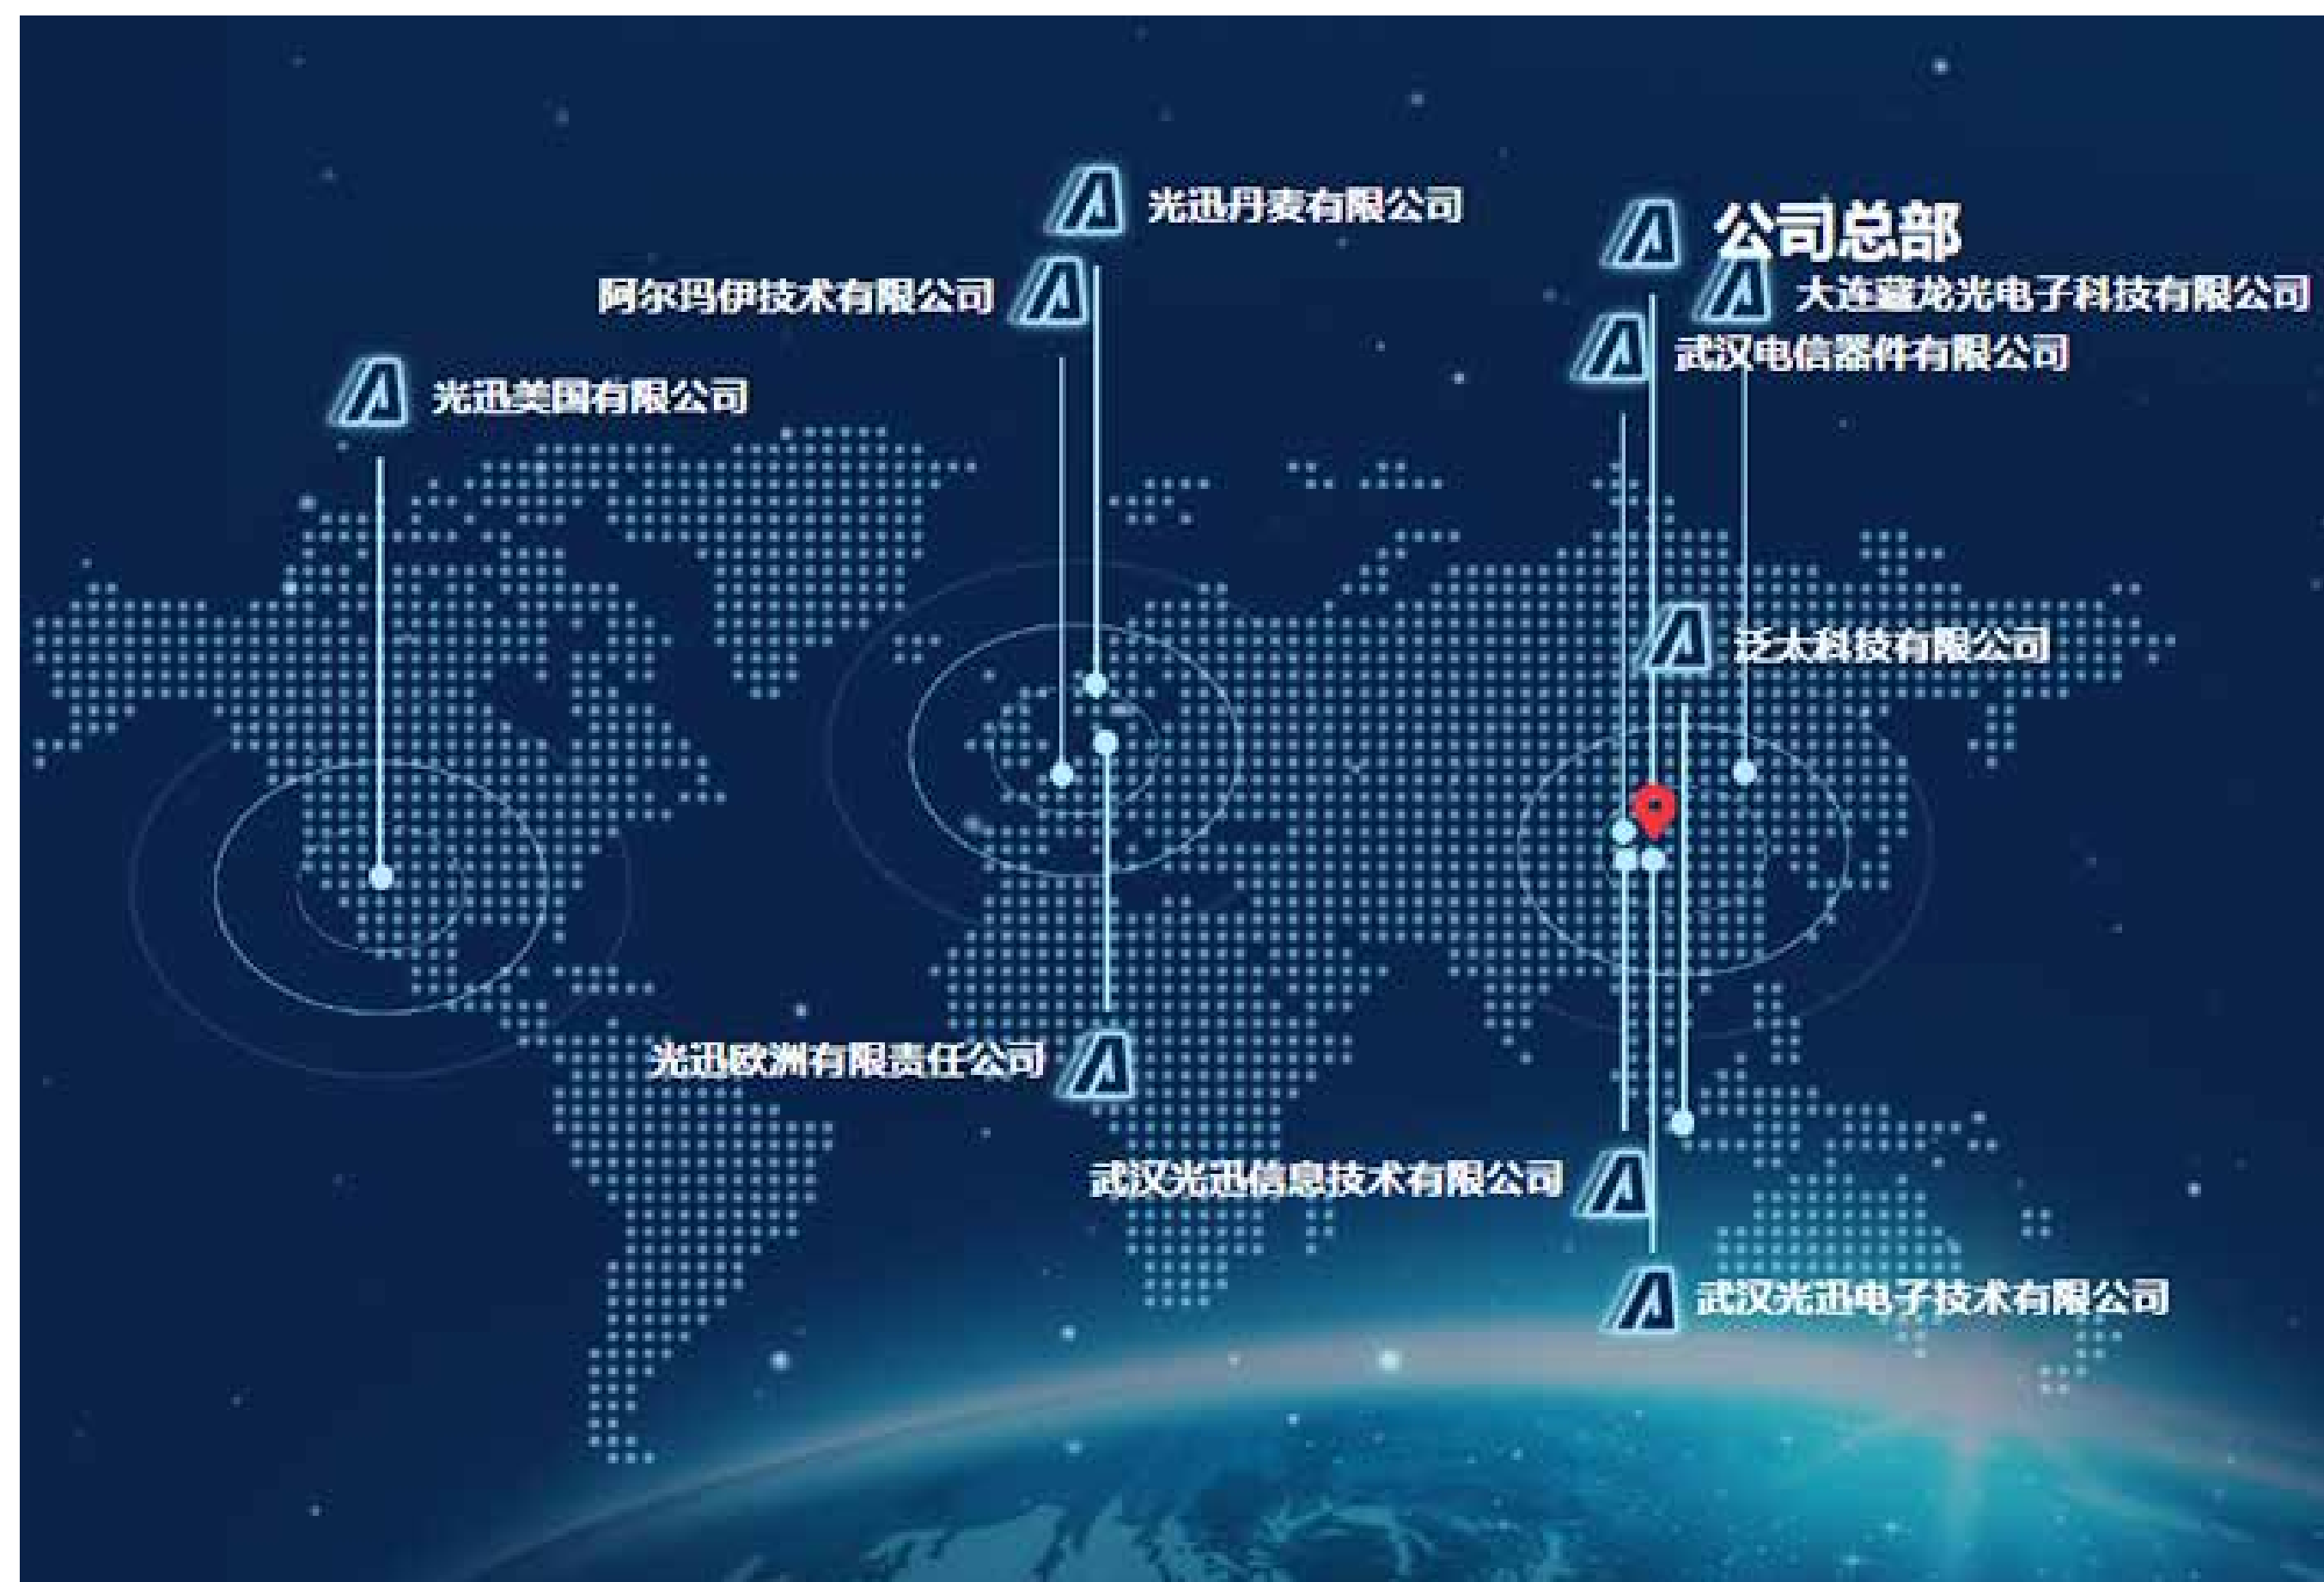 光迅丹麦有限公司
公司总部
阿尔玛伊技术有限公司
大连藏龙光电子科技有限公司
武汉电信器件有限公司
光迅美国有限公司
泛太科技有限公司
光迅欧洲有限责任公司
武汉光迅信息技术有限公司
武汉光迅电子技术有限公司